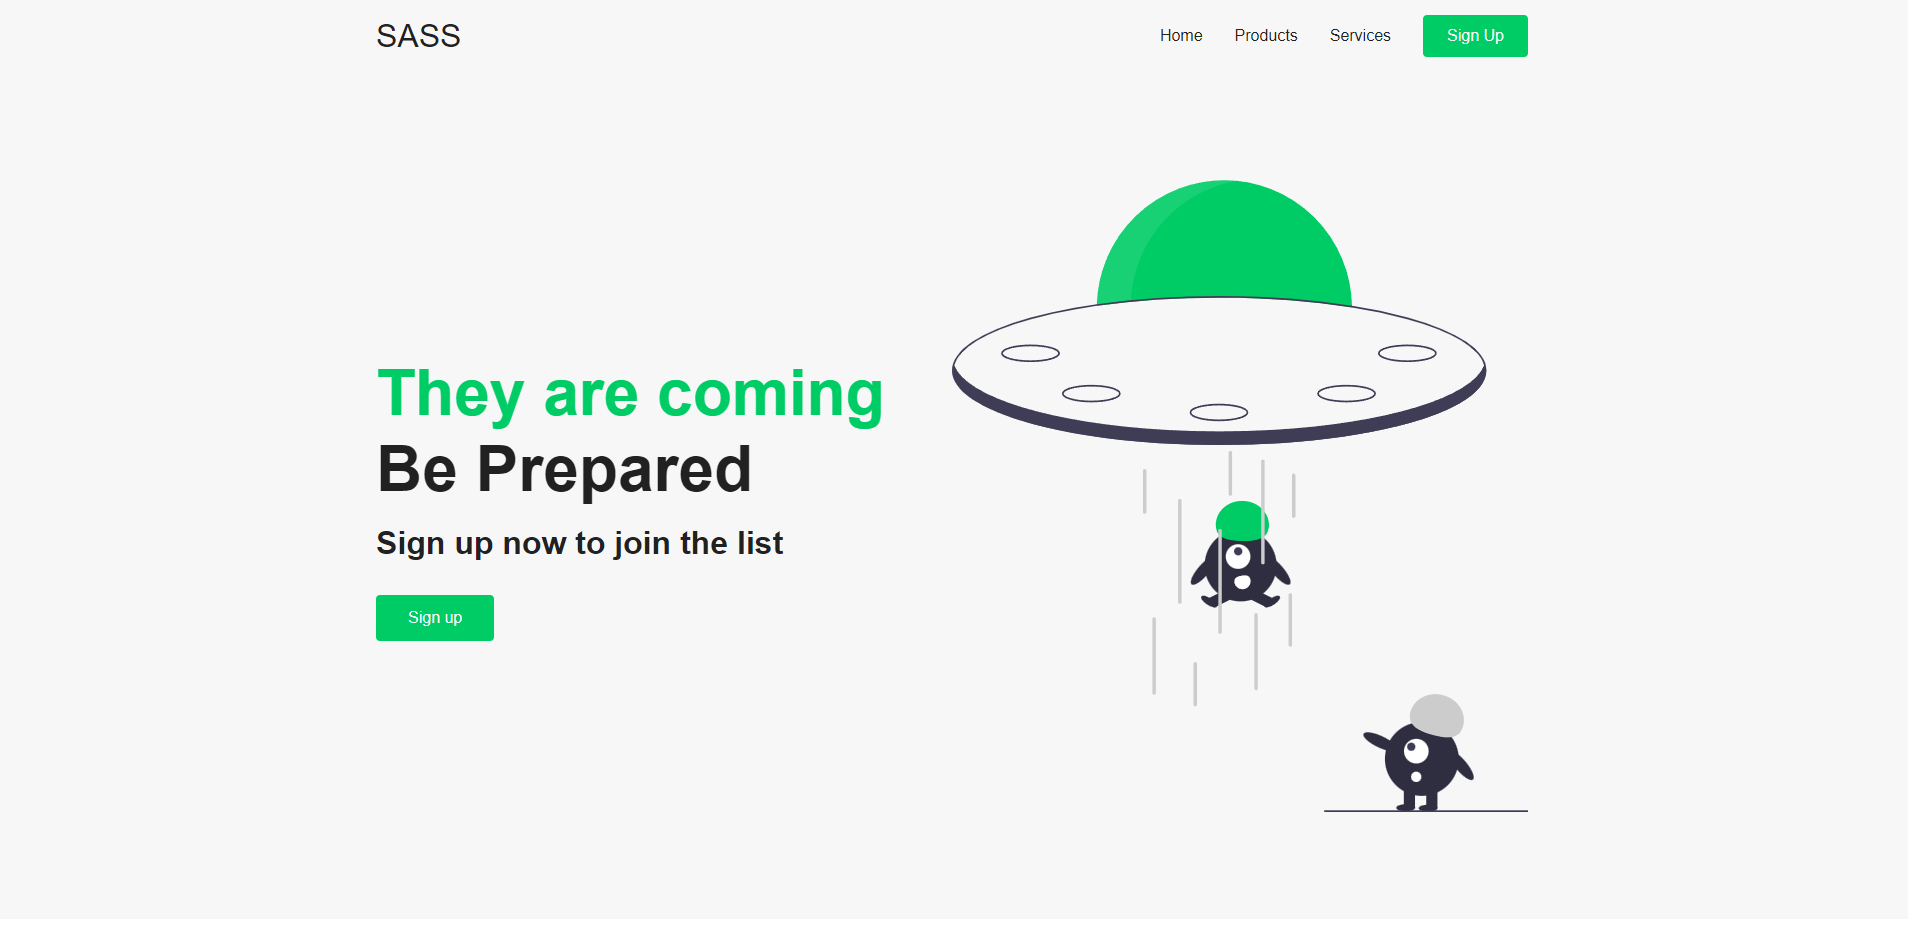 SASS
Home
Products
Services
Sign Up
They are coming
Be Prepared
Sign up now to join the list
Sign up